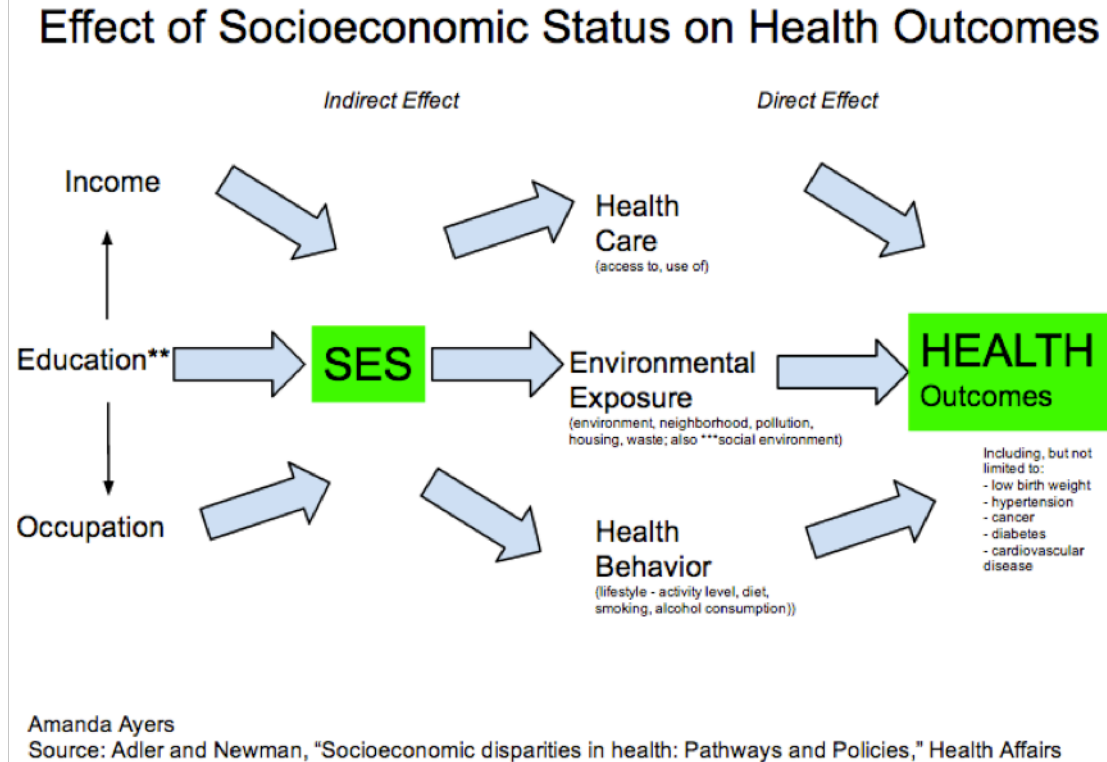 Effect of Socioeconomic Status on Health Outcomes
Indirect Effect
Direct Effect
Income
Health
Care
(access to, use of)
Education**
SES
Environmental
Exposure
(environment, neighborhood, pollution,
housing, waste; also ***social environment)
HEALTH
Outcomes
Including, but not
limited to:
- low birth weight
- hypertension
- cancer
- diabetes
- cardiovascular
disease
Occupation
Health
Behavior
(lifestyle - activity level, diet,
smoking, alcohol consumption))
Amanda Ayers
Source: Adler and Newman, “Socioeconomic disparities in health: Pathways and Policies,” Health Affairs